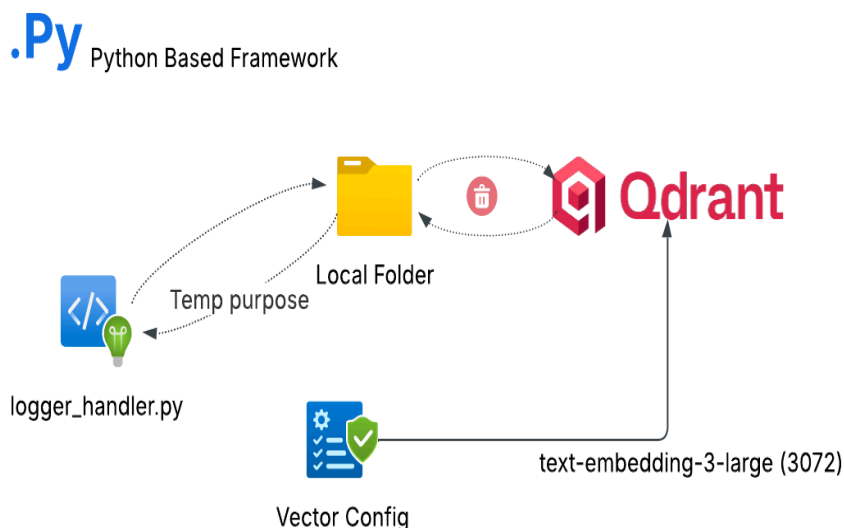 .Py
Python Based Framework
Qdrant
Local Folder
Temp purpose
logger_handler.py
text-embedding-3-large (3072)
Vector Config